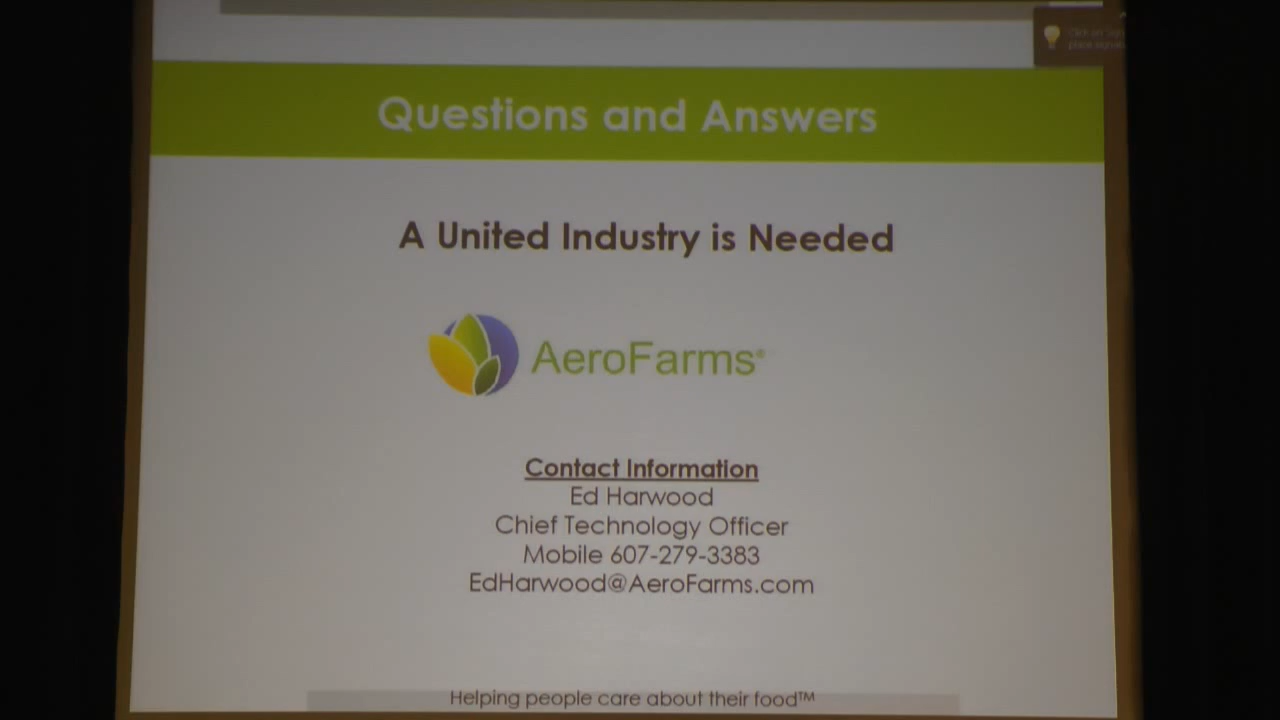 Questions and Answers
A United Industry is Needed
AeroFarms®
Contact Information
Ed Harwood
Chief Technology Officer
Mobile 607-279-3383
EdHarwood@AeroFarms.com
Helping people care about their food™